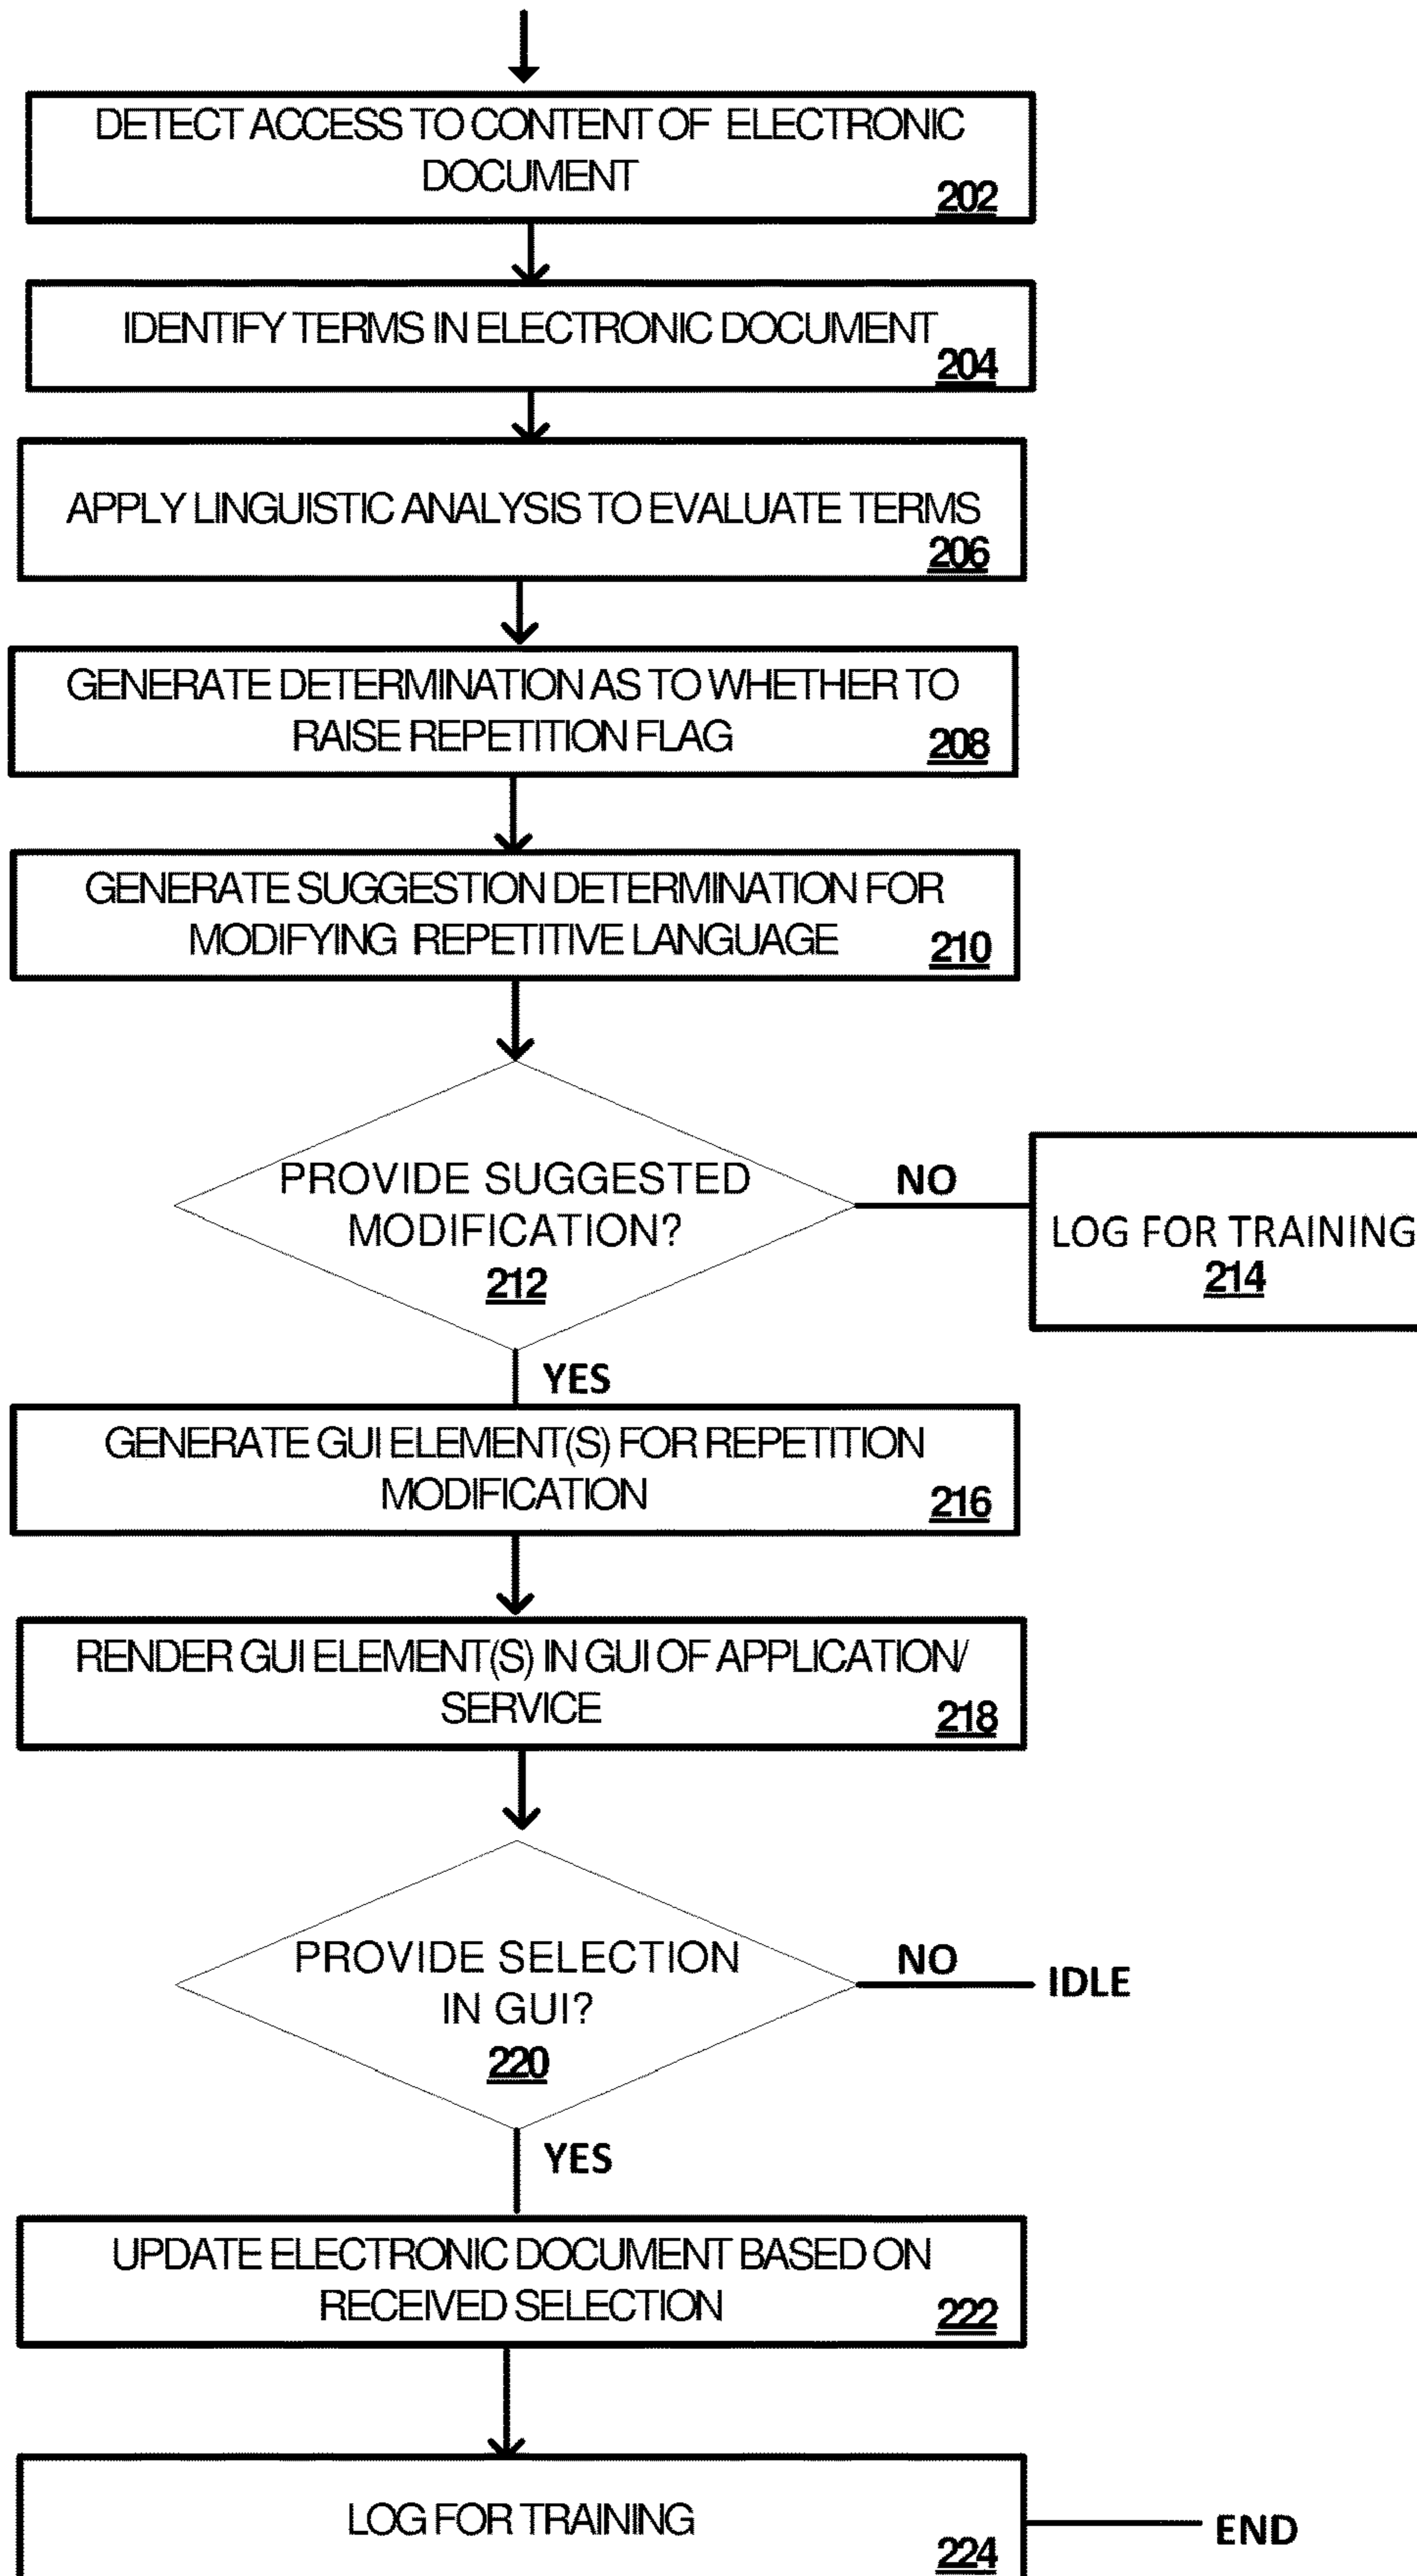 DETECT ACCESS TO CONTENT OF ELECTRONIC
DOCUMENT
202
IDENTIFY TERMS IN ELECTRONIC DOCUMENT
204
APPLY LINGUISTIC ANALYSIS TO EVALUATE TERMS
206
GENERATE DETERMINATION AS TO WHETHER TO
RAISE REPETITION FLAG
208
GENERATE SUGGESTION DETERMINATION FOR
MODIFYING REPETITIVE LANGUAGE
210
PROVIDE SUGGESTED
MODIFICATION?
212
NO
LOG FOR TRAINING
214
YES
GENERATE GUI ELEMENT(S) FOR REPETITION
MODIFICATION
216
RENDER GUI ELEMENT(S) IN GUI OF APPLICATION/
SERVICE
218
PROVIDE SELECTION
IN GUI?
220
NO
IDLE
YES
UPDATE ELECTRONIC DOCUMENT BASED ON
RECEIVED SELECTION
222
LOG FOR TRAINING
224
END